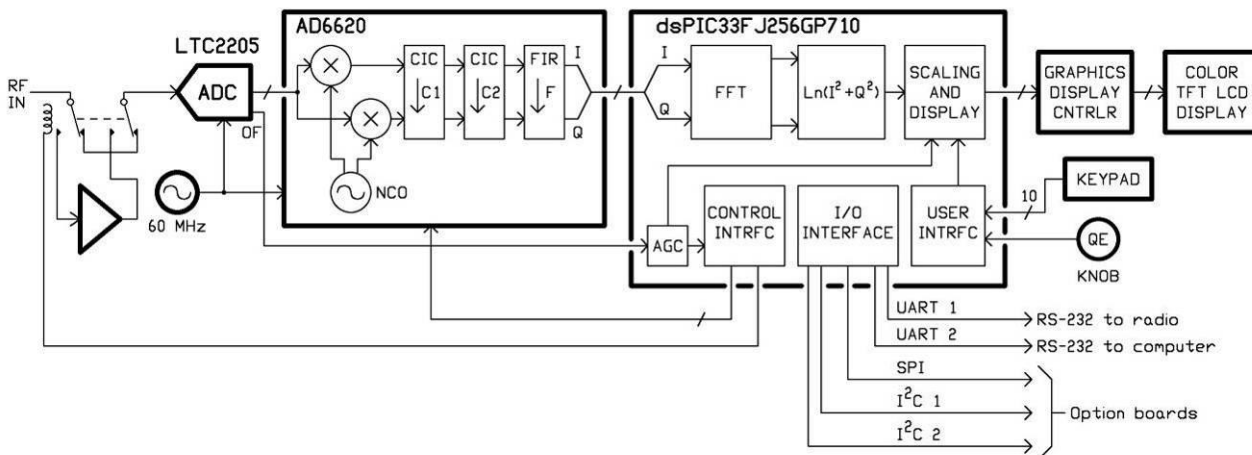 LTC2205
AD6620
dsPIC33FJ256GP710
RF
IN
ADC
OF
60 MHz
CIC
C1
CIC
C2
FIR
F
I
Q
NCO
I
Q
FFT
Ln(I²+Q²)
SCALING
AND
DISPLAY
GRAPHICS
DISPLAY
CNTRLR
COLOR
TFT LCD
DISPLAY
AGC
CONTROL
INTRFC
I/O
INTERFACE
USER
INTRFC
10
KEYPAD
QE
KNOB
UART 1
RS-232 to radio
UART 2
RS-232 to computer
SPI
I²C 1
I²C 2
Option boards